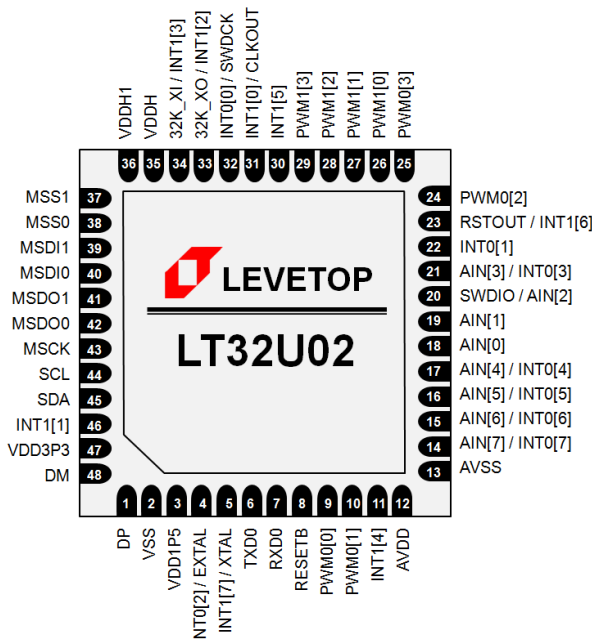 VDDH1
VDDH
32K_XI / INT1[3]
32K_XO / INT1[2]
INT0[0] / SWDCK
INT1[0] / CLKOUT
INT1[5]
PWM1[3]
PWM1[2]
PWM1[1]
PWM1[0]
PWM0[3]
36 35 34 33 32 31 30 29 28 27 26 25
MSS1 37
MSS0 38
MSDI1 39
MSDI0 40
MSDO1 41
MSDO0 42
MSCK 43
SCL 44
SDA 45
INT1[1] 46
VDD3P3 47
DM 48
LEVETOP
LT32U02
24 PWM0[2]
23 RSTOUT / INT1[6]
22 INT0[1]
21 AIN[3] / INT0[3]
20 SWDIO / AIN[2]
19 AIN[1]
18 AIN[0]
17 AIN[4] / INT0[4]
16 AIN[5] / INT0[5]
15 AIN[6] / INT0[6]
14 AIN[7] / INT0[7]
13 AVSS
1 2 3 4 5 6 7 8 9 10 11 12
DP
VSS
VDD1P5
NT0[2] / EXTAL
INT1[7] / XTAL
TXD0
RXD0
RESETB
PWM0[0]
PWM0[1]
INT1[4]
AVDD